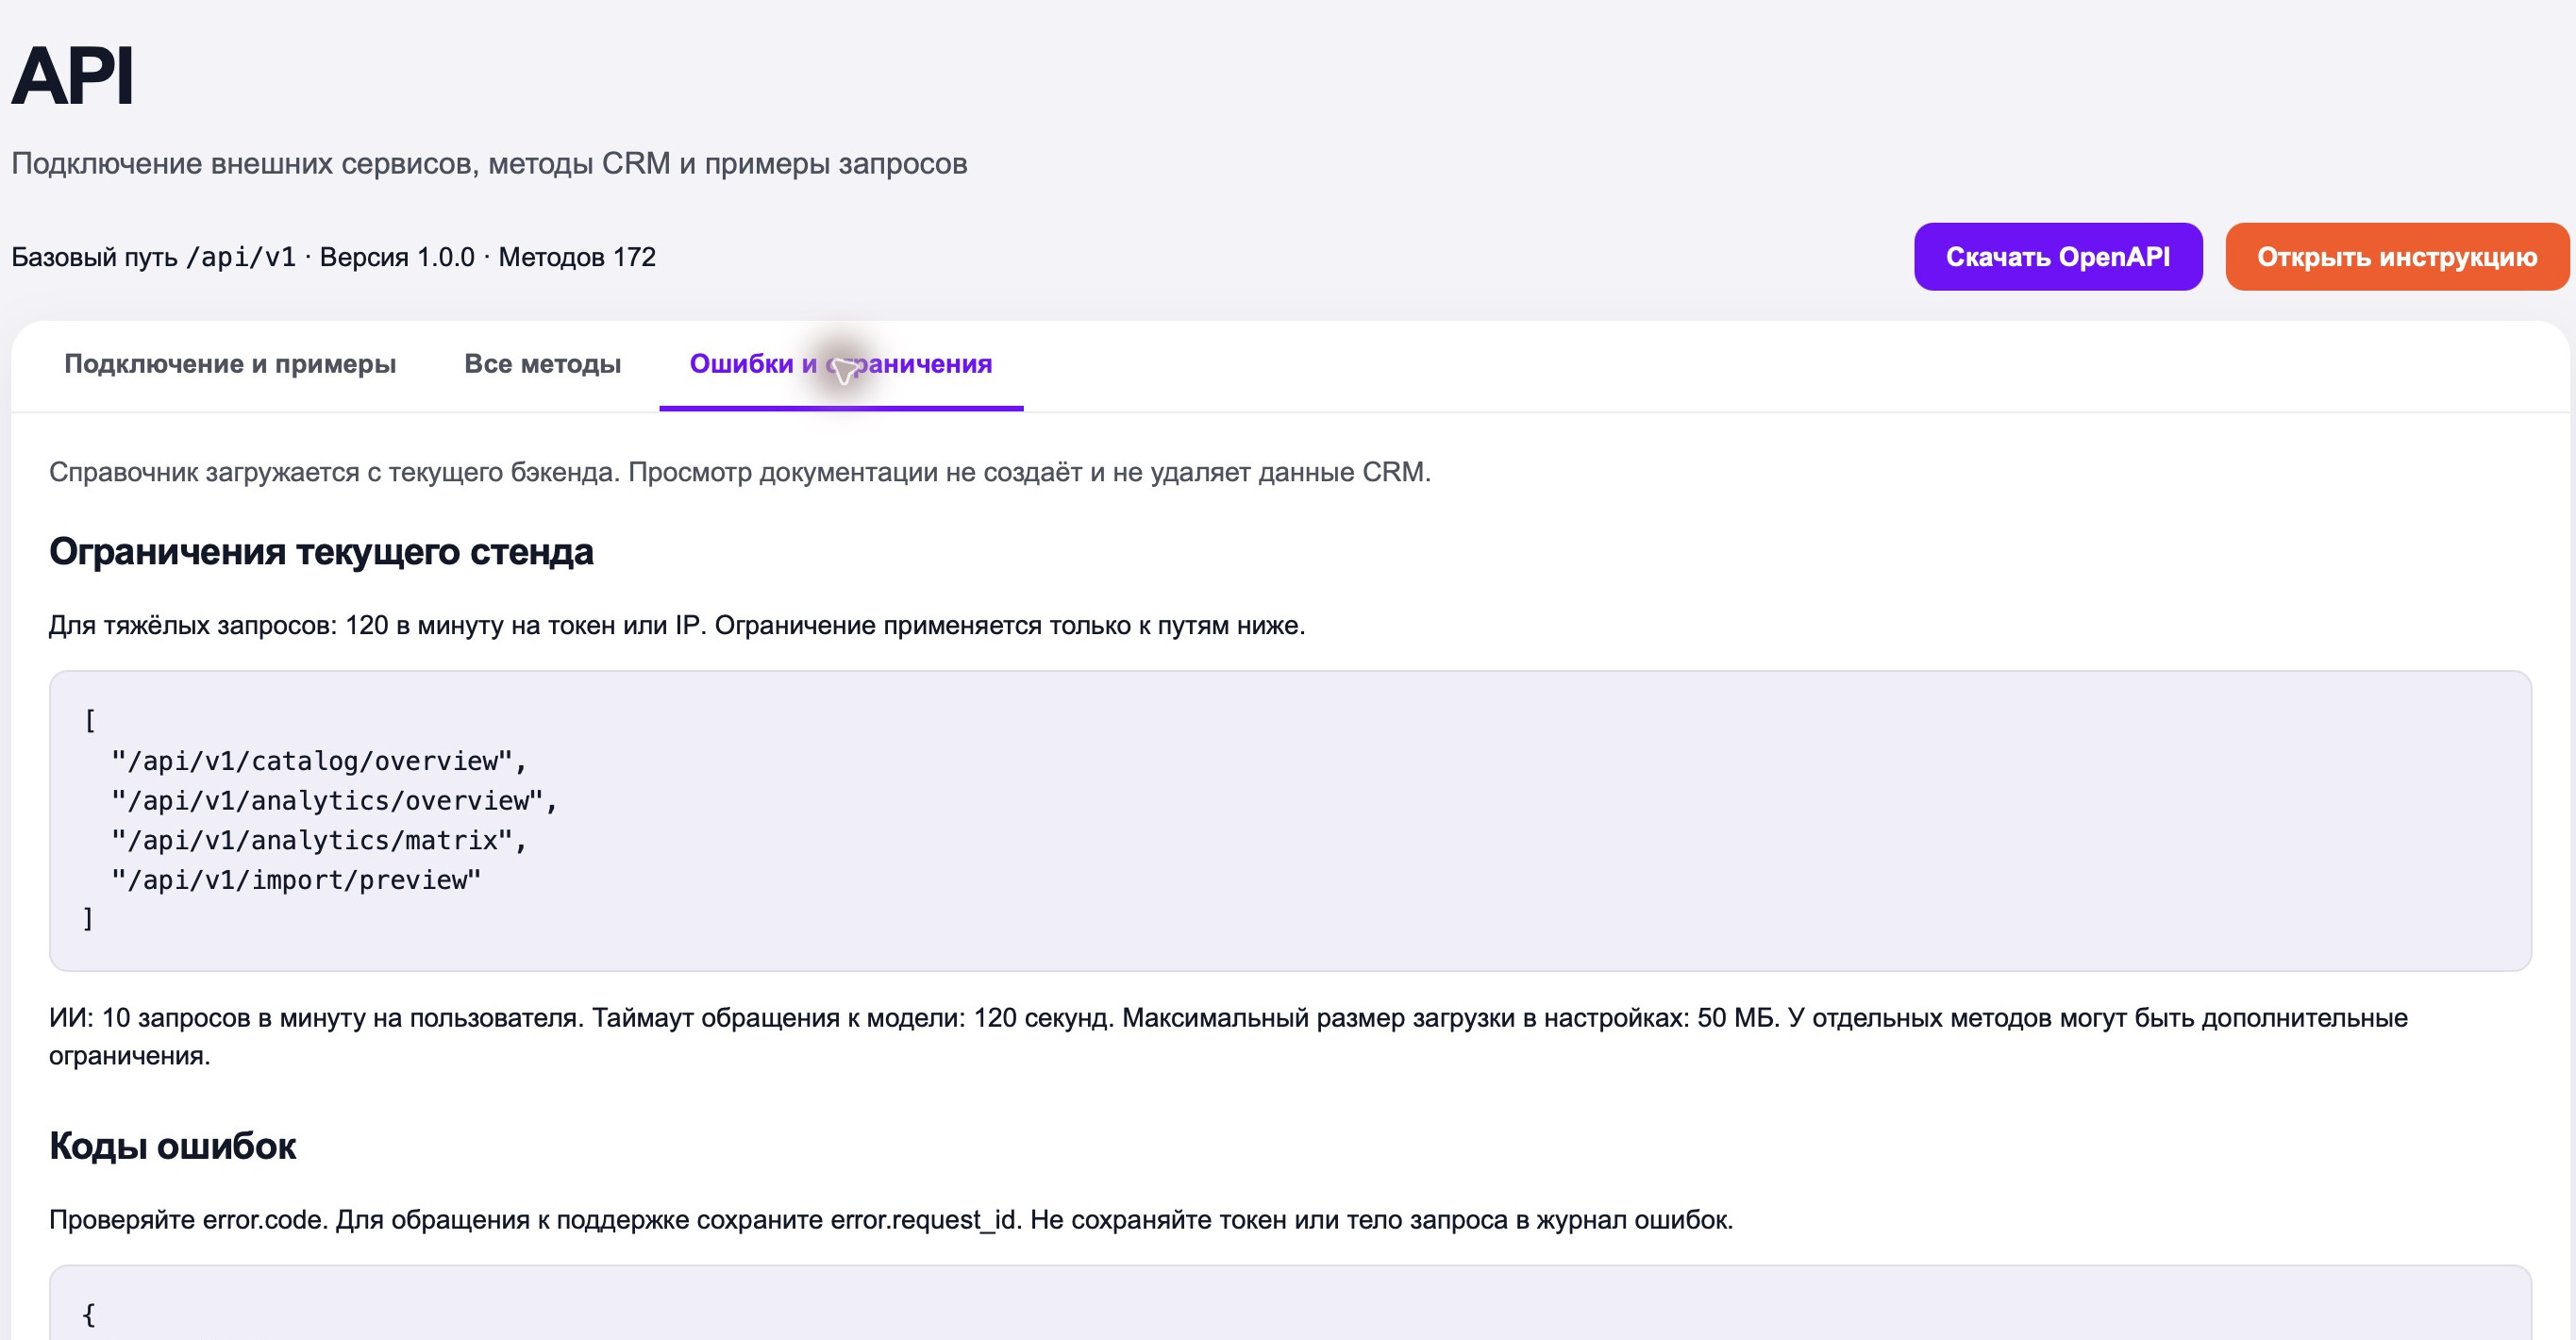 API
Подключение внешних сервисов, методы CRM и примеры запросов
Базовый путь /api/v1 · Версия 1.0.0 · Методов 172
Скачать OpenAPI
Открыть инструкцию
Подключение и примеры
Все методы
Ошибки и ограничения
Справочник загружается с текущего бэкенда. Просмотр документации не создаёт и не удаляет данные CRM.
Ограничения текущего стенда
Для тяжёлых запросов: 120 в минуту на токен или IP. Ограничение применяется только к путям ниже.
[
"/api/v1/catalog/overview",
"/api/v1/analytics/overview",
"/api/v1/analytics/matrix",
"/api/v1/import/preview"
]
ИИ: 10 запросов в минуту на пользователя. Таймаут обращения к модели: 120 секунд. Максимальный размер загрузки в настройках: 50 МБ. У отдельных методов могут быть дополнительные
ограничения.
Коды ошибок
Проверяйте error.code. Для обращения к поддержке сохраните error.request_id. Не сохраняйте токен или тело запроса в журнал ошибок.
{